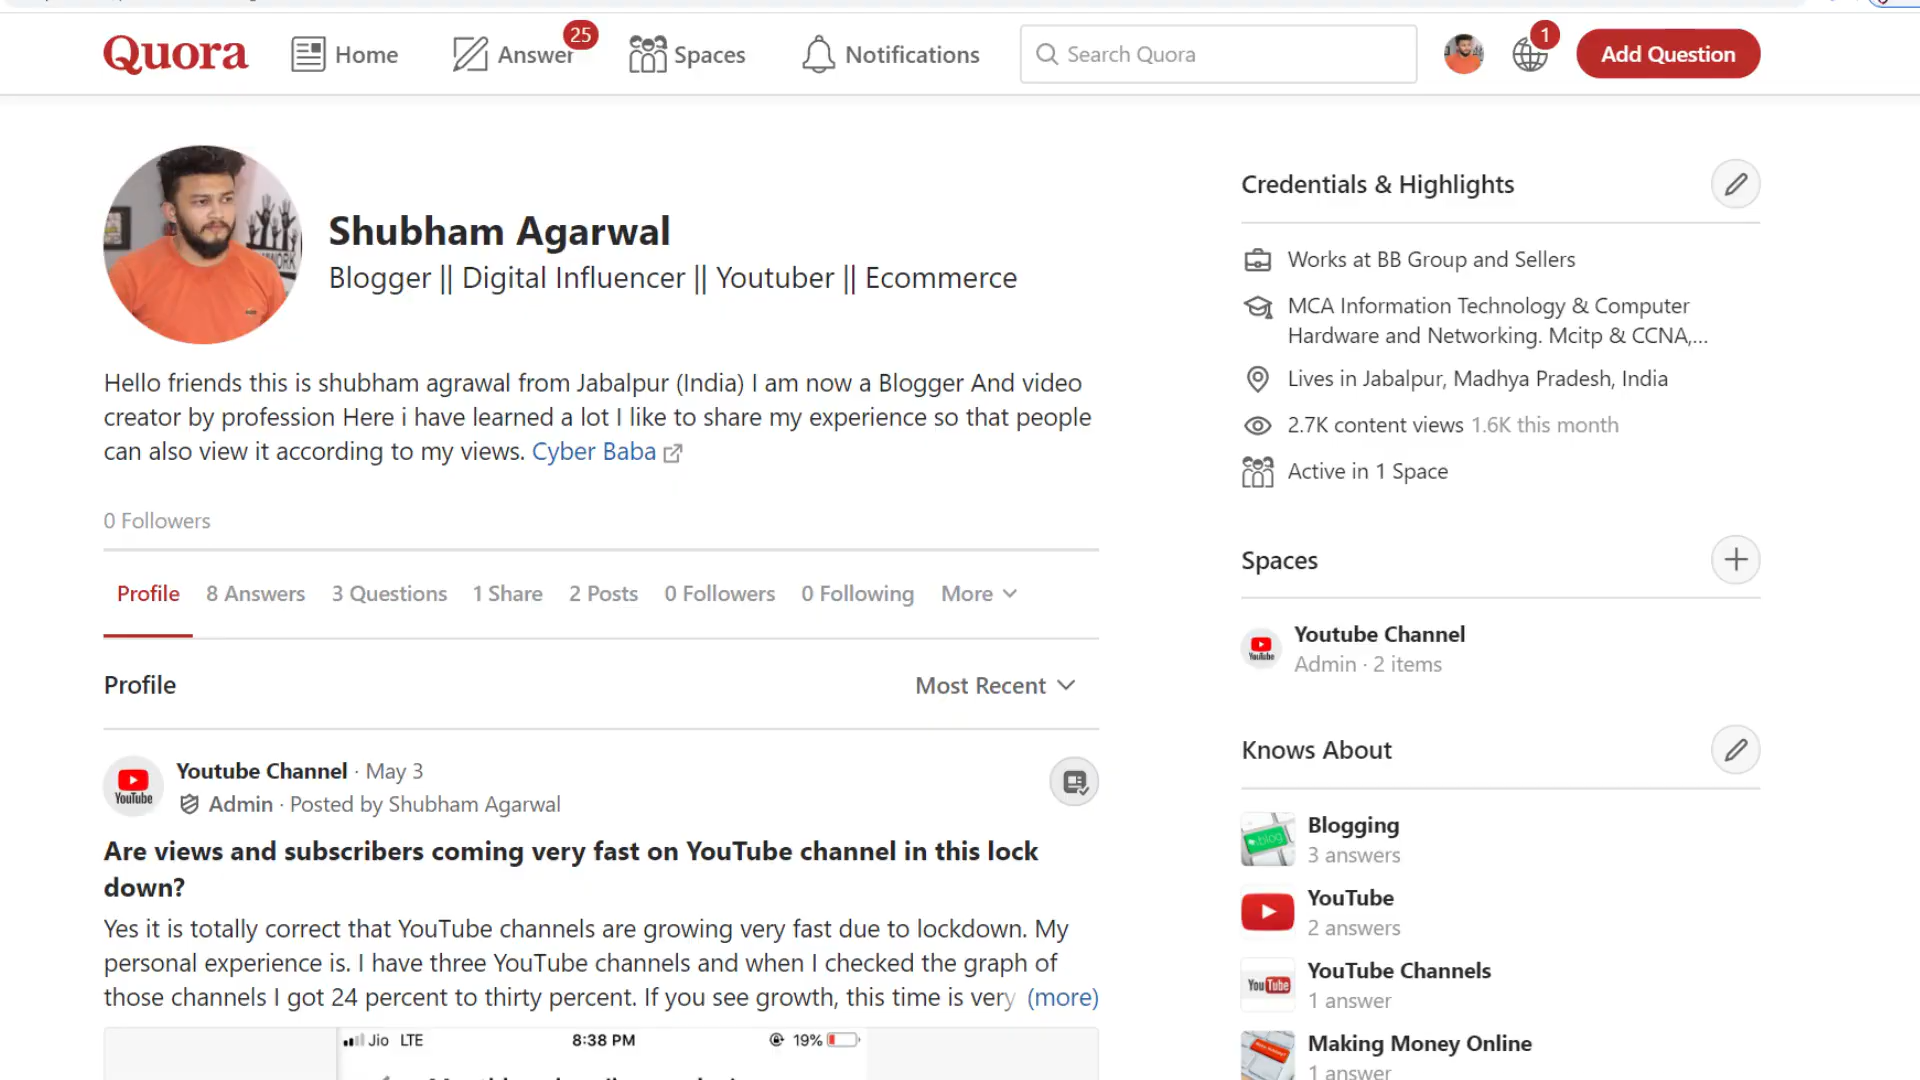 Quora Home Answer 25 Spaces Notifications Search Quora 1 Add Question
Shubham Agarwal
Blogger || Digital Influencer || Youtuber || Ecommerce
Hello friends this is shubham agrawal from Jabalpur (India) I am now a Blogger And video
creator by profession Here i have learned a lot I like to share my experience so that people
can also view it according to my views. Cyber Baba
0 Followers
Profile 8 Answers 3 Questions 1 Share 2 Posts 0 Followers 0 Following More
Profile Most Recent
YouTube
Youtube Channel · May 3
Admin · Posted by Shubham Agarwal
Are views and subscribers coming very fast on YouTube channel in this lock
down?
Yes it is totally correct that YouTube channels are growing very fast due to lockdown. My
personal experience is. I have three YouTube channels and when I checked the graph of
those channels I got 24 percent to thirty percent. If you see growth, this time is very (more)
Jio LTE 8:38 PM 19%
Credentials & Highlights
Works at BB Group and Sellers
MCA Information Technology & Computer
Hardware and Networking. Mcitp & CCNA,...
Lives in Jabalpur, Madhya Pradesh, India
2.7K content views 1.6K this month
Active in 1 Space
Spaces
YouTube
Youtube Channel
Admin · 2 items
Knows About
blog
Blogging
3 answers
YouTube
2 answers
YouTube
YouTube Channels
1 answer
Making Money Online
1 answer